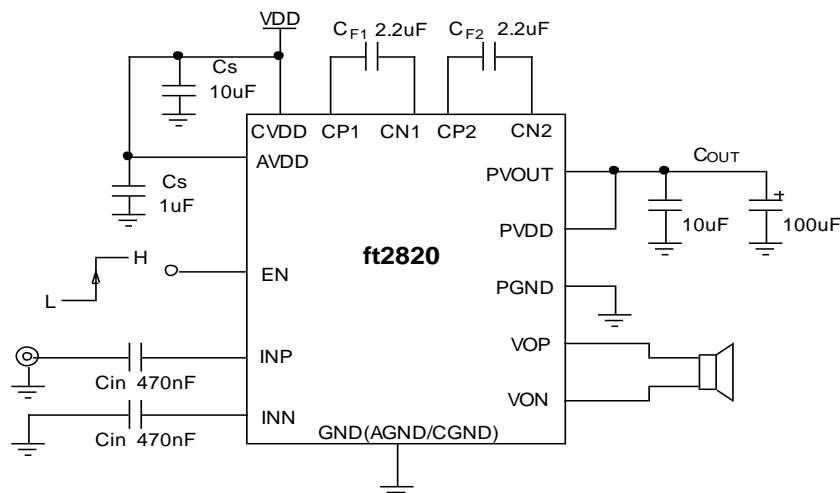 VDD
CF1 2.2uF
CF2 2.2uF
Cs
10uF
CVDD CP1 CN1 CP2 CN2
AVDD
PVOUT
COUT
Cs
1uF
10uF
+
100uF
PVDD
ft2820
H
L
EN
PGND
INP
VOP
Cin 470nF
INN
VON
Cin 470nF
GND(AGND/CGND)